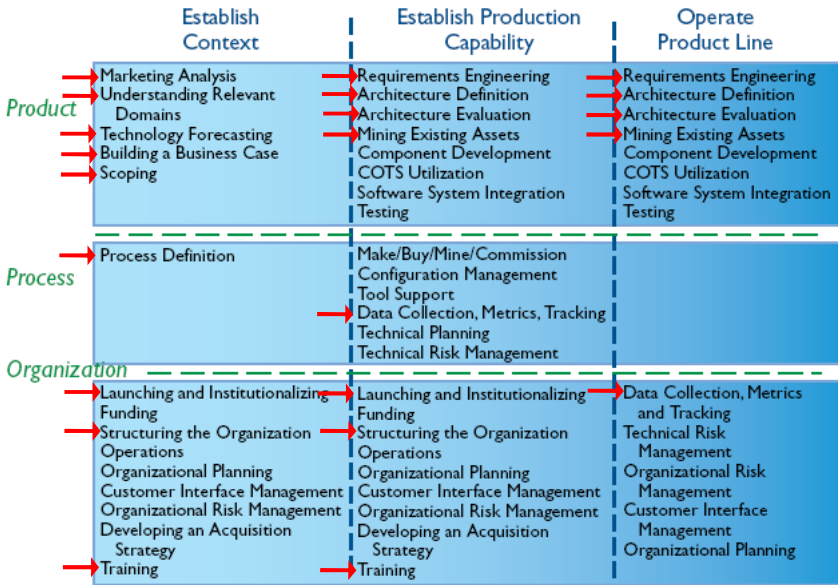 Establish
Context
Establish Production
Capability
Operate
Product Line
Product
Marketing Analysis
Understanding Relevant
Domains
Technology Forecasting
Building a Business Case
Scoping
Requirements Engineering
Architecture Definition
Architecture Evaluation
Mining Existing Assets
Component Development
COTS Utilization
Software System Integration
Testing
Requirements Engineering
Architecture Definition
Architecture Evaluation
Mining Existing Assets
Component Development
COTS Utilization
Software System Integration
Testing
Process
Process Definition
Make/Buy/Mine/Commission
Configuration Management
Tool Support
Data Collection, Metrics, Tracking
Technical Planning
Technical Risk Management
Organization
Launching and Institutionalizing
Funding
Structuring the Organization
Operations
Organizational Planning
Customer Interface Management
Organizational Risk Management
Developing an Acquisition
Strategy
Training
Launching and Institutionalizing
Funding
Structuring the Organization
Operations
Organizational Planning
Customer Interface Management
Organizational Risk Management
Developing an Acquisition
Strategy
Training
Data Collection, Metrics
and Tracking
Technical Risk
Management
Organizational Risk
Management
Customer Interface
Management
Organizational Planning